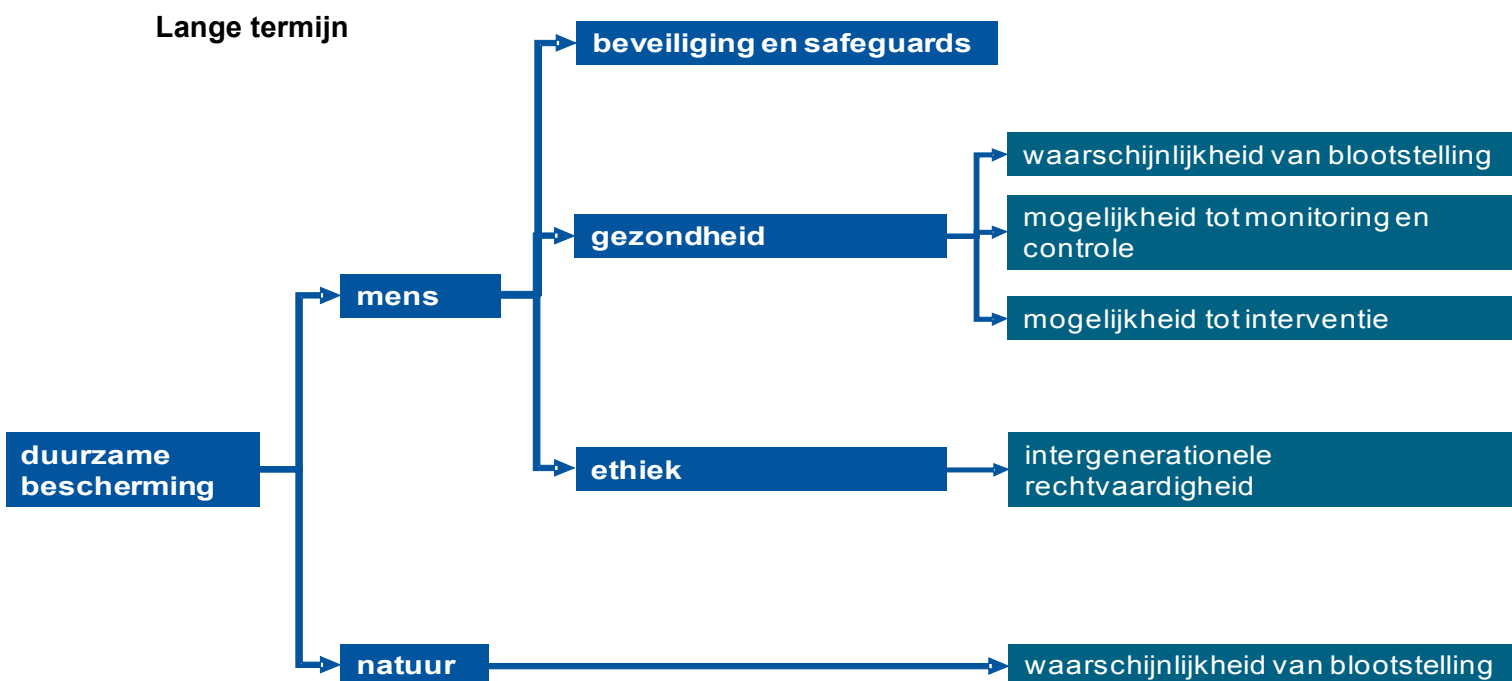 Lange termijn
beveiliging en safeguards
waarschijnlijkheid van blootstelling
mogelijkheid tot monitoring en
controle
gezondheid
mogelijkheid tot interventie
mens
duurzame
bescherming
ethiek
intergenerationele
rechtvaardigheid
natuur
waarschijnlijkheid van blootstelling